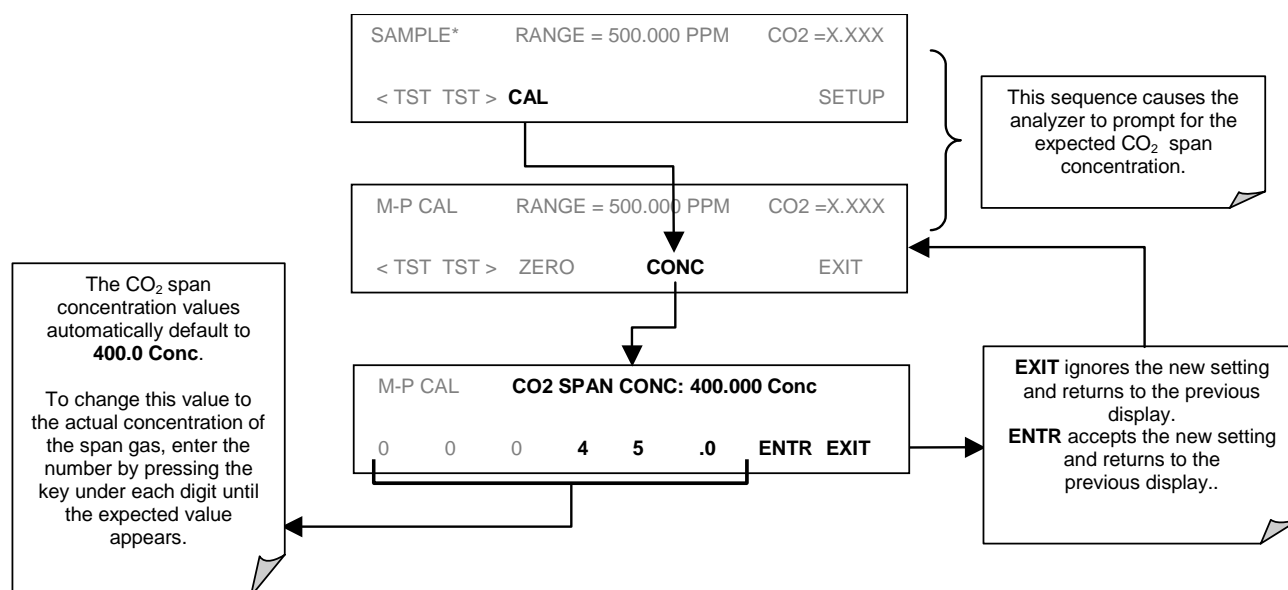 SAMPLE* RANGE = 500.000 PPM CO2 =X.XXX
< TST TST > CAL SETUP
This sequence causes the
analyzer to prompt for the
expected CO₂ span
concentration.
M-P CAL RANGE = 500.000 PPM CO2 =X.XXX
< TST TST > ZERO CONC EXIT
The CO₂ span
concentration values
automatically default to
400.0 Conc.
To change this value to
the actual concentration of
the span gas, enter the
number by pressing the
key under each digit until
the expected value
appears.
M-P CAL CO2 SPAN CONC: 400.000 Conc
0 0 0 4 5 .0 ENTR EXIT
EXIT ignores the new setting
and returns to the previous
display.
ENTR accepts the new setting
and returns to the
previous display..